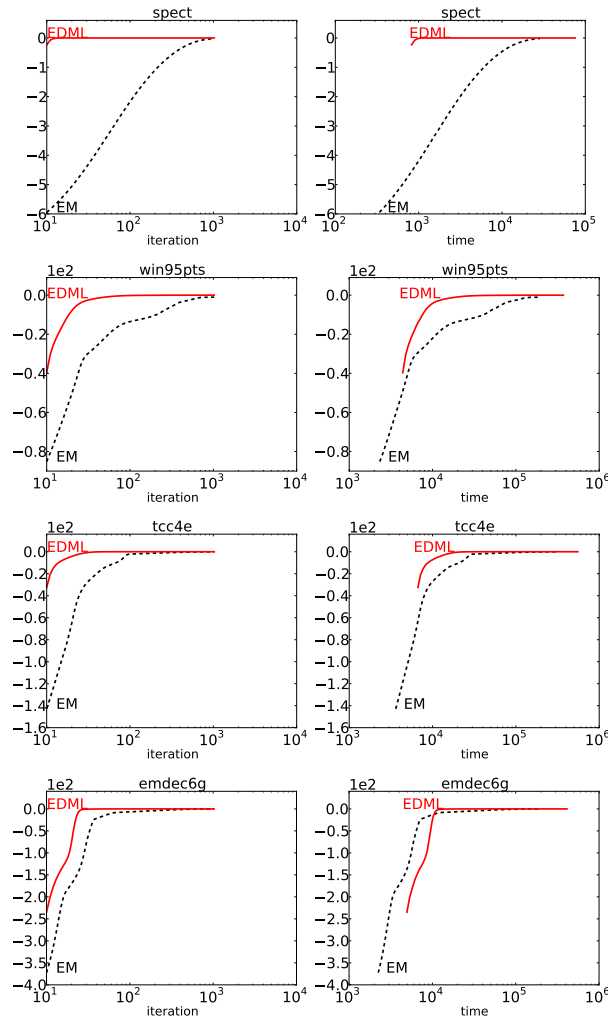 spect
EDML
0
−1
−2
−3
−4
−5
−6
EM
10^1 10^2 10^3 10^4
iteration
spect
EDML
0
−1
−2
−3
−4
−5
−6
EM
10^2 10^3 10^4 10^5
time
1e2 win95pts
EDML
0.0
−0.2
−0.4
−0.6
−0.8
EM
10^1 10^2 10^3 10^4
iteration
1e2 win95pts
EDML
0.0
−0.2
−0.4
−0.6
−0.8
EM
10^3 10^4 10^5 10^6
time
1e2 tcc4e
EDML
0.0
−0.2
−0.4
−0.6
−0.8
−1.0
−1.2
−1.4
−1.6
EM
10^1 10^2 10^3 10^4
iteration
1e2 tcc4e
EDML
0.0
−0.2
−0.4
−0.6
−0.8
−1.0
−1.2
−1.4
−1.6
EM
10^3 10^4 10^5 10^6
time
1e2 emdec6g
EDML
0.0
−0.5
−1.0
−1.5
−2.0
−2.5
−3.0
−3.5
−4.0
EM
10^1 10^2 10^3 10^4
iteration
1e2 emdec6g
EDML
0.0
−0.5
−1.0
−1.5
−2.0
−2.5
−3.0
−3.5
−4.0
EM
10^3 10^4 10^5 10^6
time